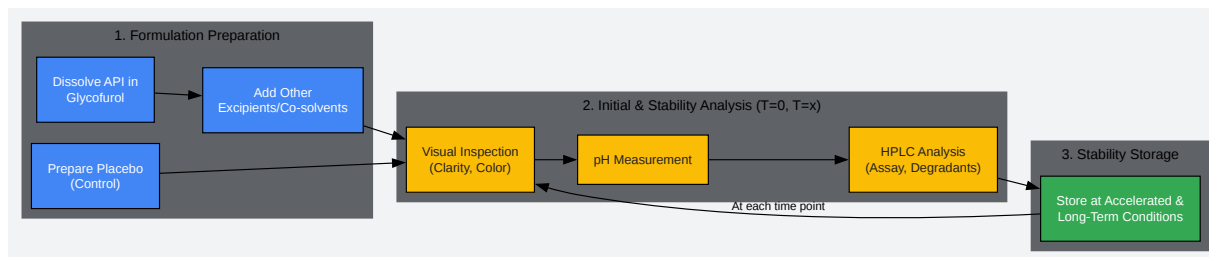 1. Formulation Preparation
Dissolve API in
Glycofurol
Add Other
Excipients/Co-solvents
Prepare Placebo
(Control)
2. Initial & Stability Analysis (T=0, T=x)
Visual Inspection
(Clarity, Color)
pH Measurement
HPLC Analysis
(Assay, Degradants)
At each time point
3. Stability Storage
Store at Accelerated &
Long-Term Conditions